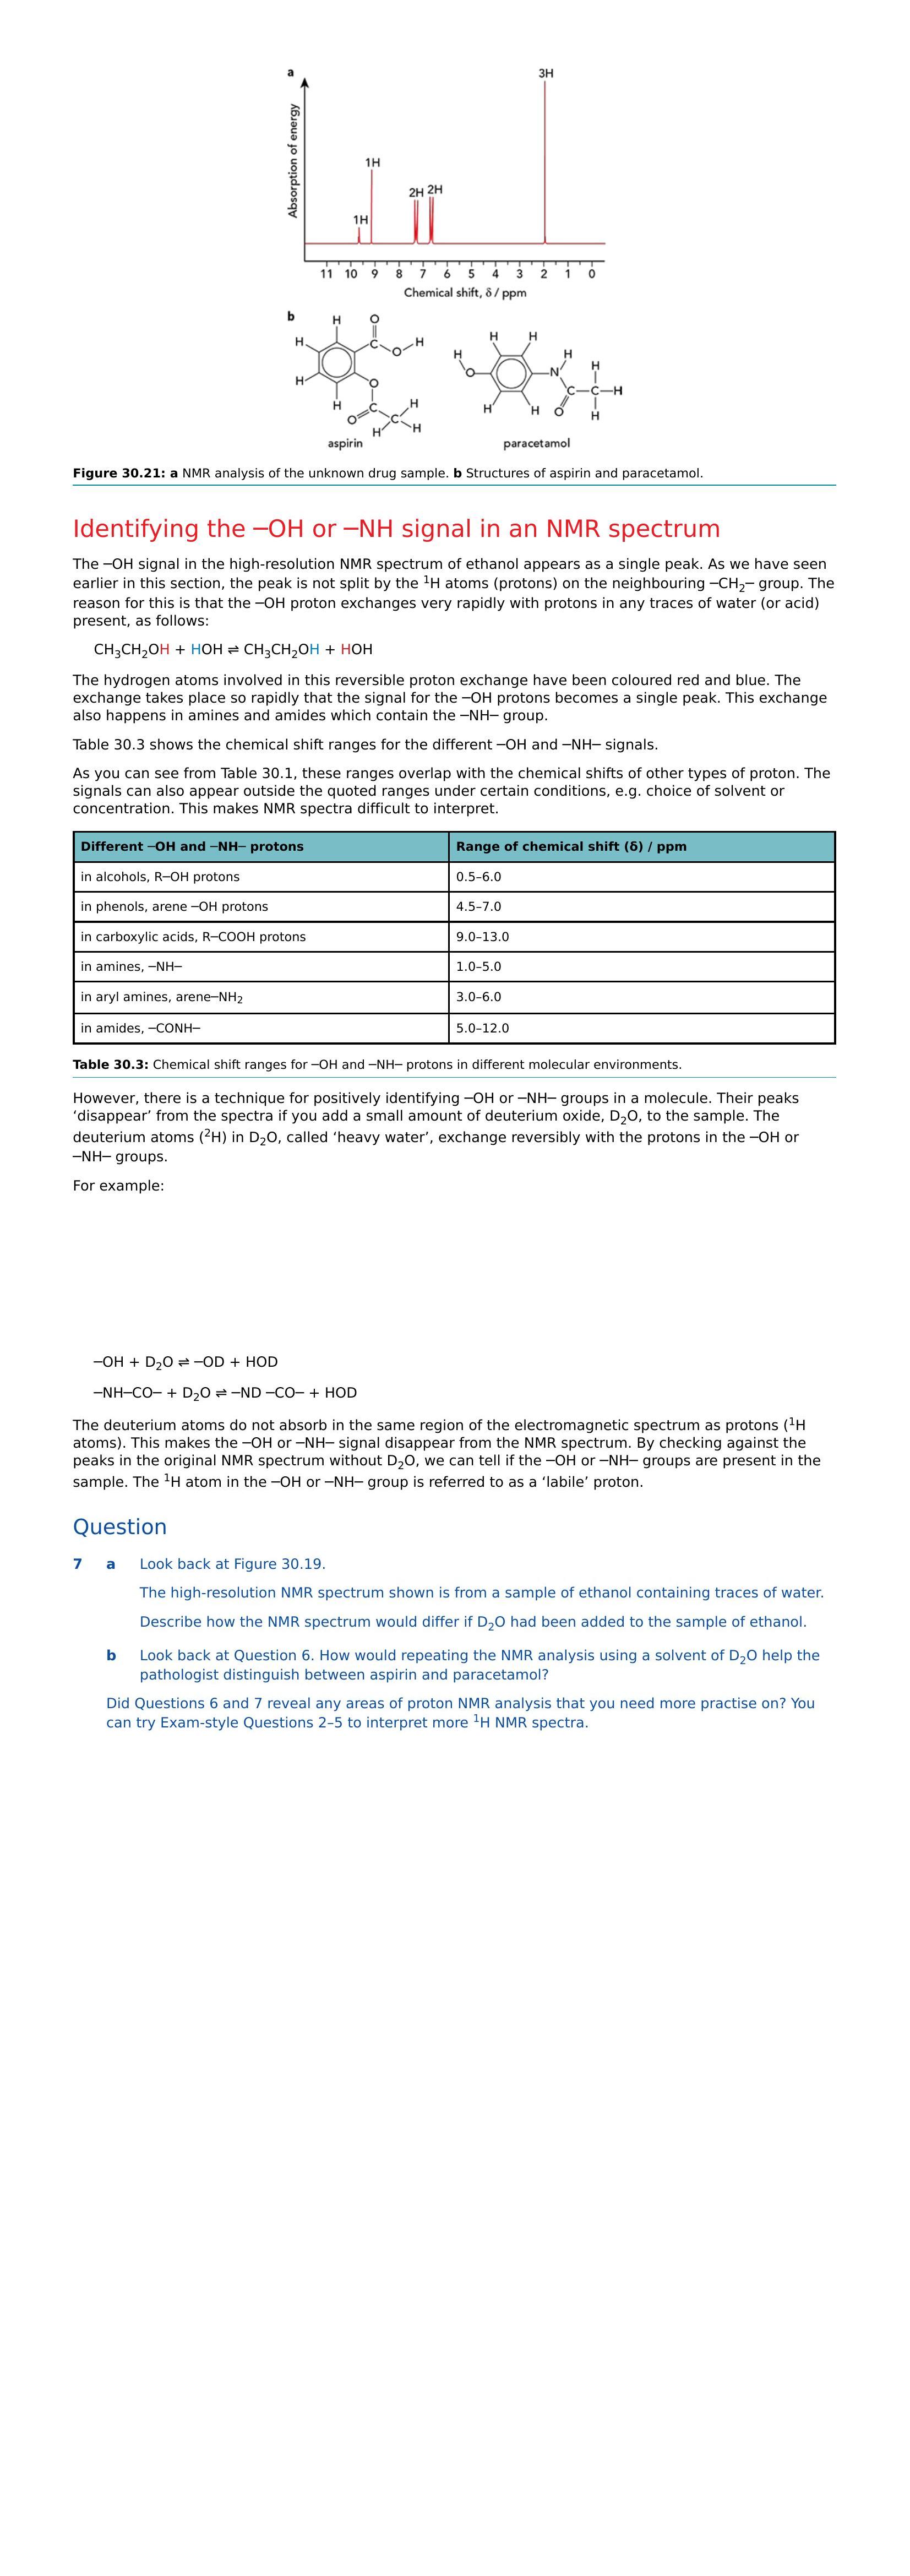 a
3H
Absorption of energy
1H
2H 2H
1H
11 10 9 8 7 6 5 4 3 2 1 0
Chemical shift, δ / ppm
b
H O
H C H
O
H O
H C H
O C
H H
aspirin
H H
H H
O N H
C C H
H H O H
paracetamol
Figure 30.21: a NMR analysis of the unknown drug sample. b Structures of aspirin and paracetamol.
Identifying the ─OH or ─NH signal in an NMR spectrum
The ─OH signal in the high-resolution NMR spectrum of ethanol appears as a single peak. As we have seen
earlier in this section, the peak is not split by the ¹H atoms (protons) on the neighbouring ─CH₂─ group. The
reason for this is that the ─OH proton exchanges very rapidly with protons in any traces of water (or acid)
present, as follows:
CH₃CH₂OH + HOH ⇌ CH₃CH₂OH + HOH
The hydrogen atoms involved in this reversible proton exchange have been coloured red and blue. The
exchange takes place so rapidly that the signal for the ─OH protons becomes a single peak. This exchange
also happens in amines and amides which contain the ─NH─ group.
Table 30.3 shows the chemical shift ranges for the different ─OH and ─NH─ signals.
As you can see from Table 30.1, these ranges overlap with the chemical shifts of other types of proton. The
signals can also appear outside the quoted ranges under certain conditions, e.g. choice of solvent or
concentration. This makes NMR spectra difficult to interpret.
Different ─OH and ─NH─ protons Range of chemical shift (δ) / ppm
in alcohols, R─OH protons 0.5–6.0
in phenols, arene ─OH protons 4.5–7.0
in carboxylic acids, R─COOH protons 9.0–13.0
in amines, ─NH─ 1.0–5.0
in aryl amines, arene─NH₂ 3.0–6.0
in amides, ─CONH─ 5.0–12.0
Table 30.3: Chemical shift ranges for ─OH and ─NH─ protons in different molecular environments.
However, there is a technique for positively identifying ─OH or ─NH─ groups in a molecule. Their peaks
‘disappear’ from the spectra if you add a small amount of deuterium oxide, D₂O, to the sample. The
deuterium atoms (²H) in D₂O, called ‘heavy water’, exchange reversibly with the protons in the ─OH or
─NH─ groups.
For example:
─OH + D₂O ⇌ ─OD + HOD
─NH─CO─ + D₂O ⇌ ─ND ─CO─ + HOD
The deuterium atoms do not absorb in the same region of the electromagnetic spectrum as protons (¹H
atoms). This makes the ─OH or ─NH─ signal disappear from the NMR spectrum. By checking against the
peaks in the original NMR spectrum without D₂O, we can tell if the ─OH or ─NH─ groups are present in the
sample. The ¹H atom in the ─OH or ─NH─ group is referred to as a ‘labile’ proton.
Question
7 a Look back at Figure 30.19.
The high-resolution NMR spectrum shown is from a sample of ethanol containing traces of water.
Describe how the NMR spectrum would differ if D₂O had been added to the sample of ethanol.
b Look back at Question 6. How would repeating the NMR analysis using a solvent of D₂O help the
pathologist distinguish between aspirin and paracetamol?
Did Questions 6 and 7 reveal any areas of proton NMR analysis that you need more practise on? You
can try Exam-style Questions 2–5 to interpret more ¹H NMR spectra.